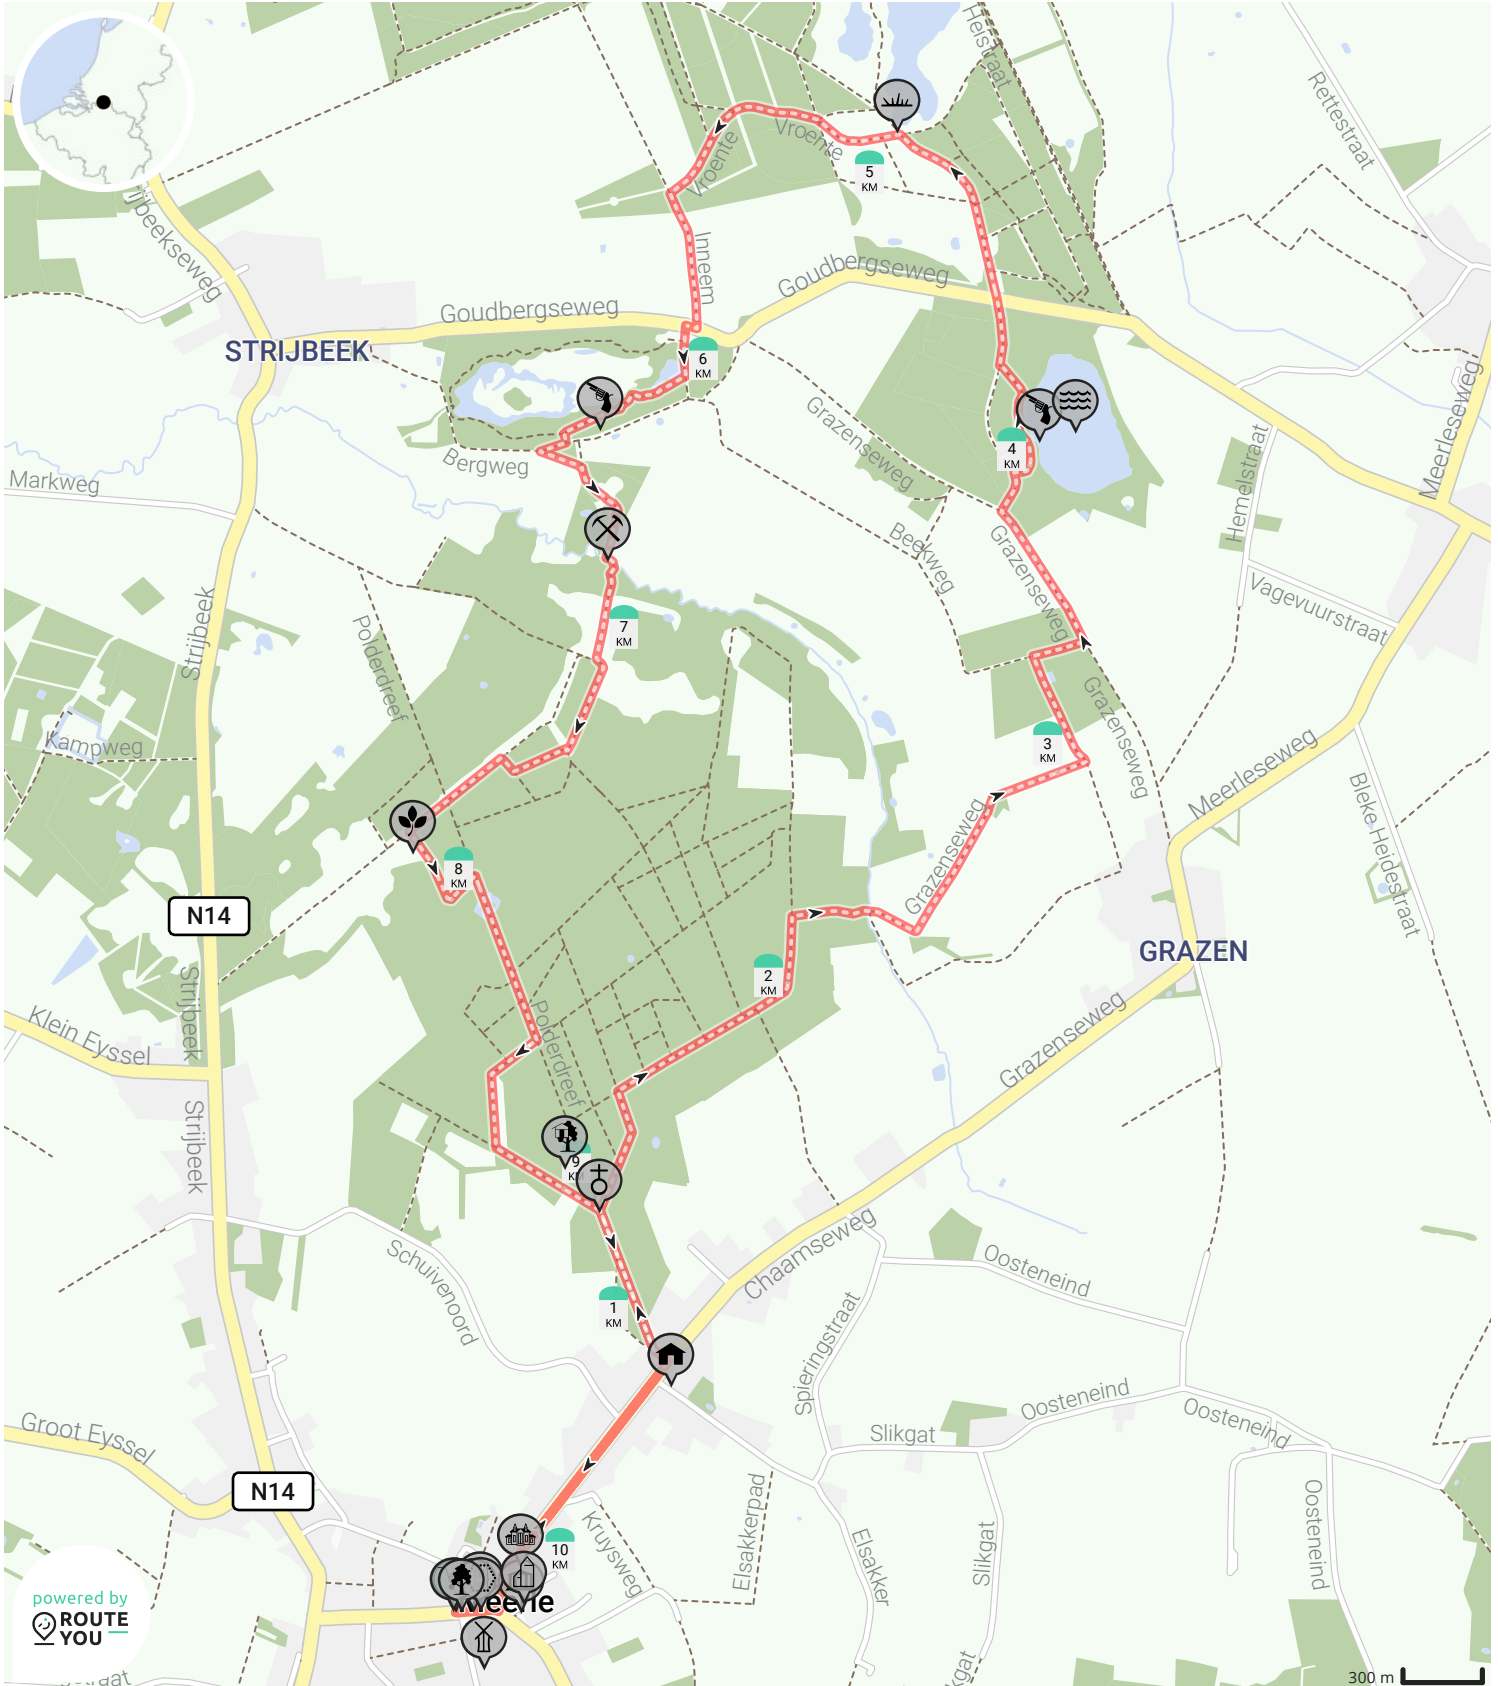 Heistraat
Rettestraat
Strijbeekseweg
Vroente
Vroente
5
KM
Inneem
Goudbergseweg
Goudbergseweg
STRIJBEEK
6
KM
Meerleseweg
Grazenseweg
4
KM
Hemelstraat
Bergweg
Markweg
Beekweg
Grazenseweg
Vagevuurstraat
Strijbeek
Polderdreef
7
KM
Grazenseweg
Kampweg
3
KM
Meerleseweg
Bleke Heidestraat
Grazenseweg
8
KM
N14
GRAZEN
2
KM
Strijbeek
Klein Eyssel
Polderdreef
Grazenseweg
Strijbeek
9
KM
Chaamseweg
Schuivenoord
Oosteneind
1
KM
Spieringstraat
Oosteneind
Oosteneind
Slikgat
Groot Eyssel
N14
Kruysweg
Elsakkerpad
Elsakker
Slikgat
Oosteneind
10
KM
Meerle
powered by
ROUTE
YOU
300 m